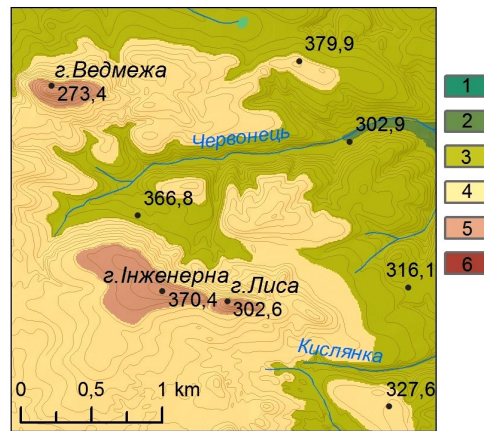 379,9
г.Ведмежа
273,4
Червонець
302,9
366,8
316,1
г.Інженерна
370,4
г.Лиса
302,6
Кислянка
327,6
0 0,5 1 km
1
2
3
4
5
6